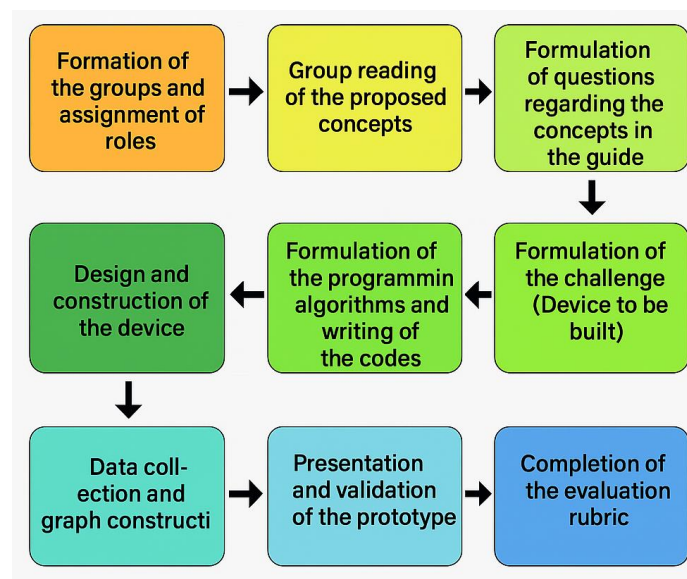 Formation of
the groups and
assignment of
roles
Group reading
of the proposed
concepts
Formulation
of questions
regarding the
concepts in
the guide
Formulation of
the challenge
(Device to be
built)
Formulation of
the programmin
algorithms and
writing of
the codes
Design and
construction of
the device
Data coll-
ection and
graph constructi
Presentation
and validation
of the prototype
Completion of
the evaluation
rubric